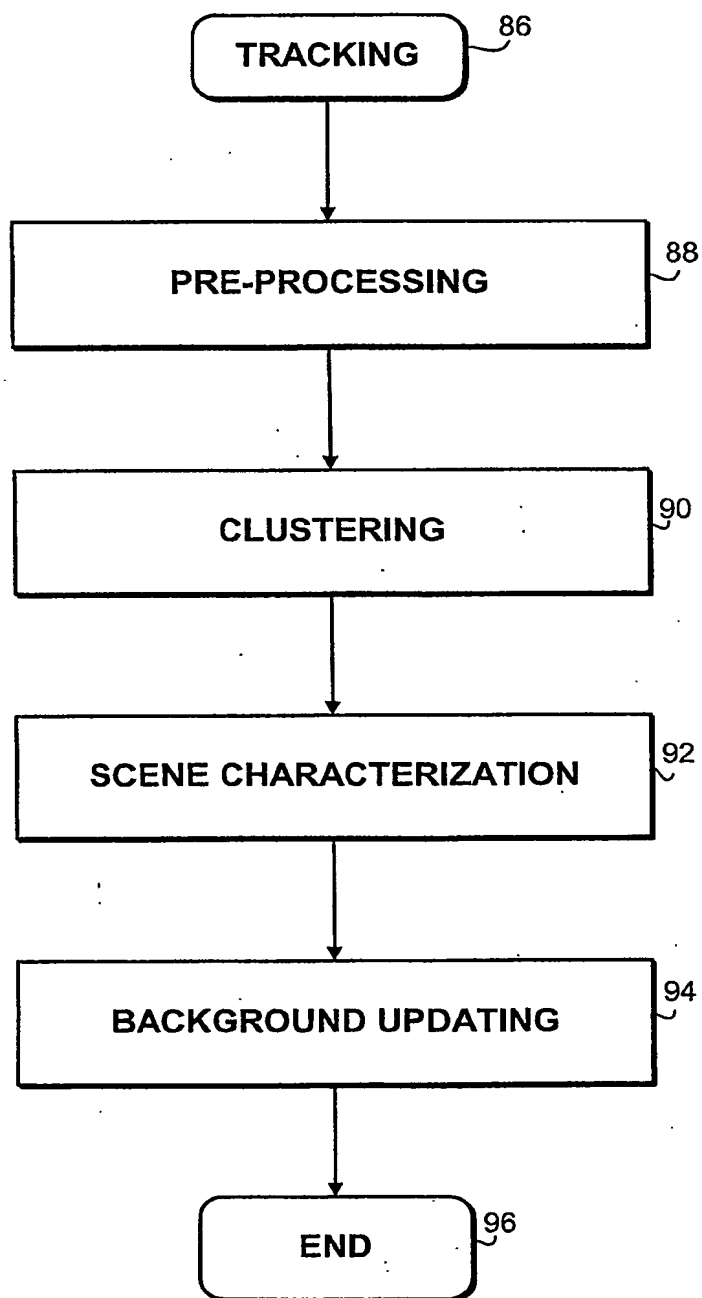 TRACKING
86
PRE-PROCESSING
88
CLUSTERING
90
SCENE CHARACTERIZATION
92
BACKGROUND UPDATING
94
END
96